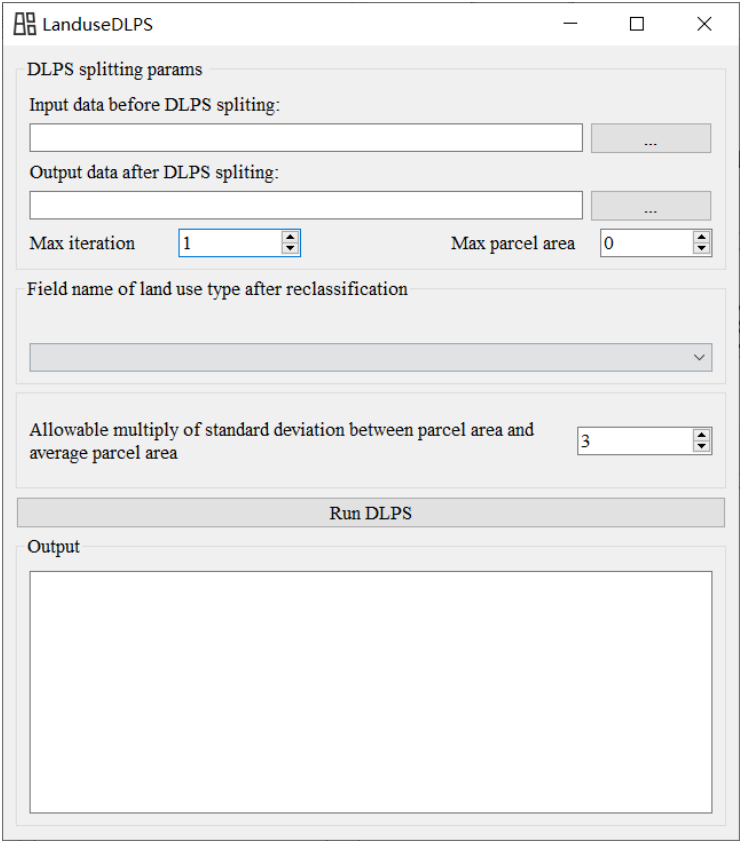 LanduseDLPS
DLPS splitting params
Input data before DLPS spliting:
...
Output data after DLPS spliting:
...
Max iteration 1 Max parcel area 0
Field name of land use type after reclassification
Allowable multiply of standard deviation between parcel area and
average parcel area
3
Run DLPS
Output